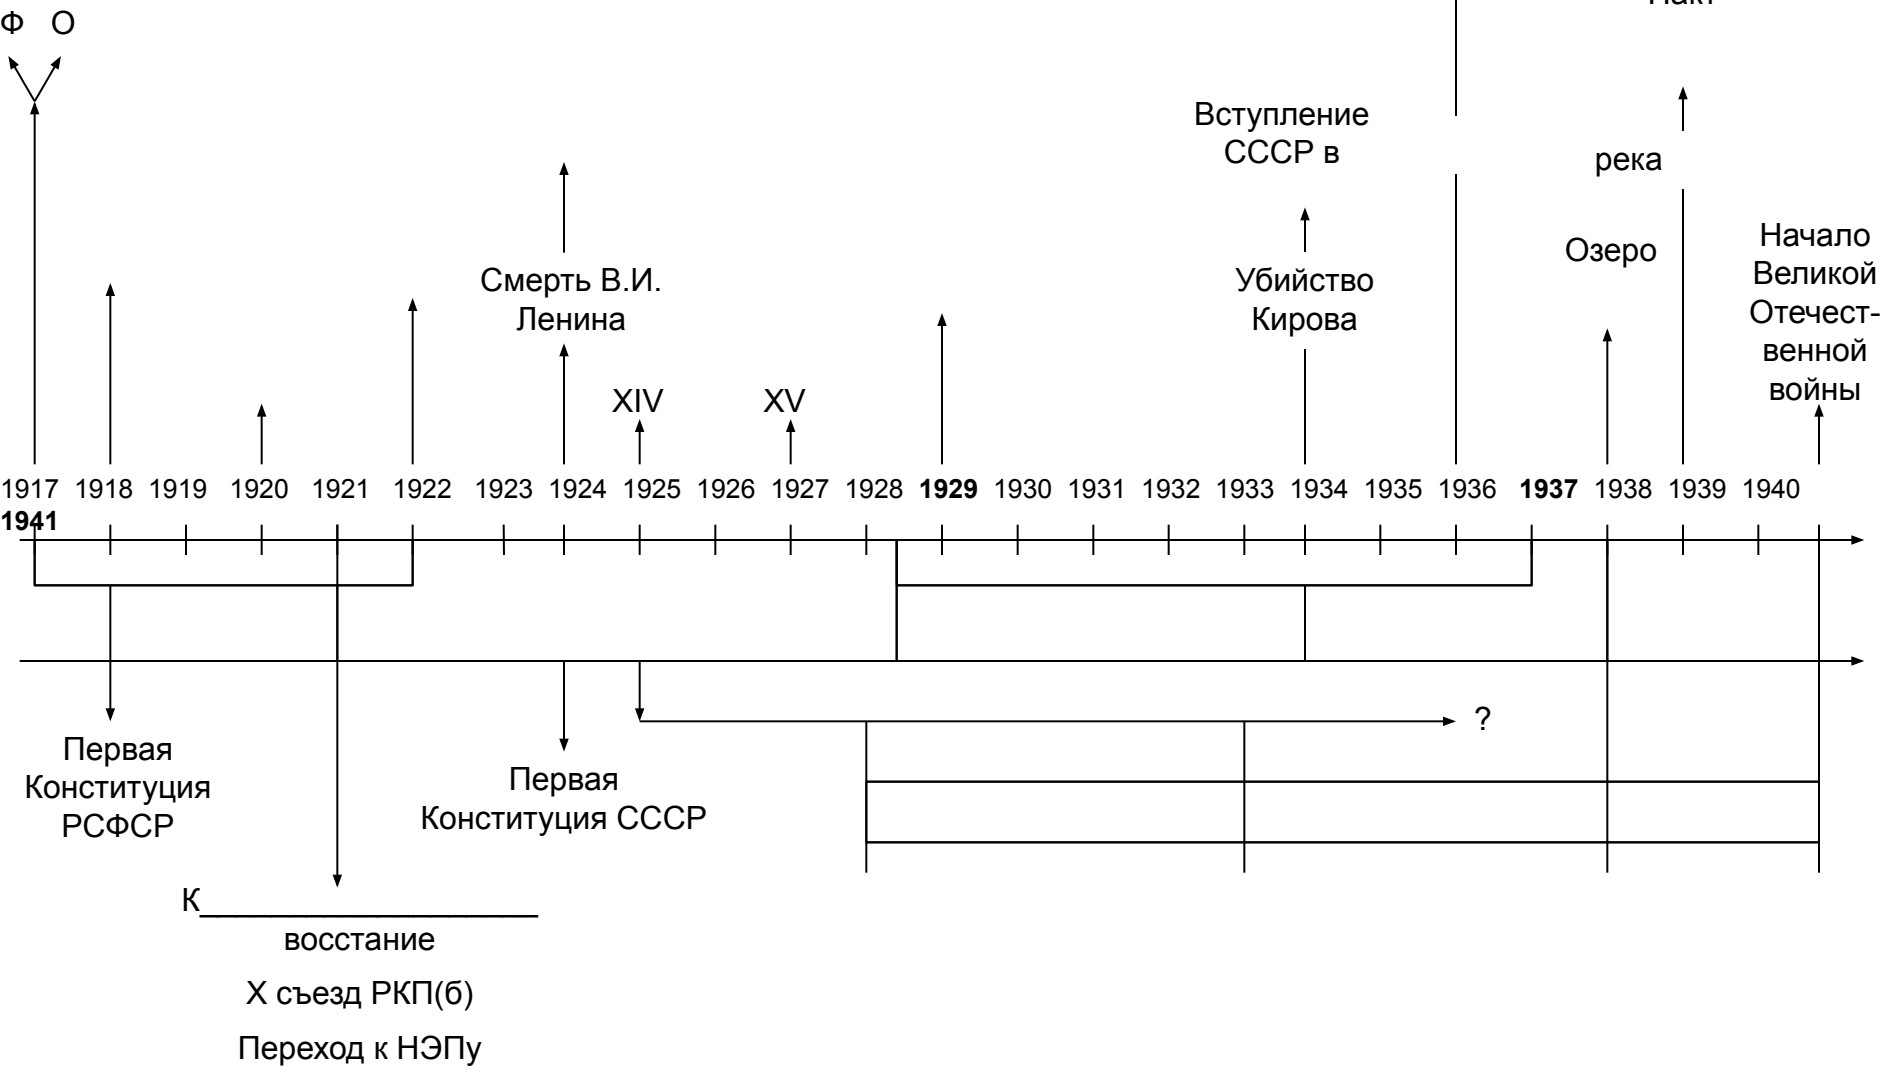 Ф О
Вступление
СССР в
река
Озеро
Начало
Великой
Отечест-
венной
войны
Смерть В.И.
Ленина
Убийство
Кирова
XIV
XV
1917 1918 1919 1920 1921 1922 1923 1924 1925 1926 1927 1928 1929 1930 1931 1932 1933 1934 1935 1936 1937 1938 1939 1940
1941
?
Первая
Конституция
РСФСР
Первая
Конституция СССР
К____________________
восстание
X съезд РКП(б)
Переход к НЭПу